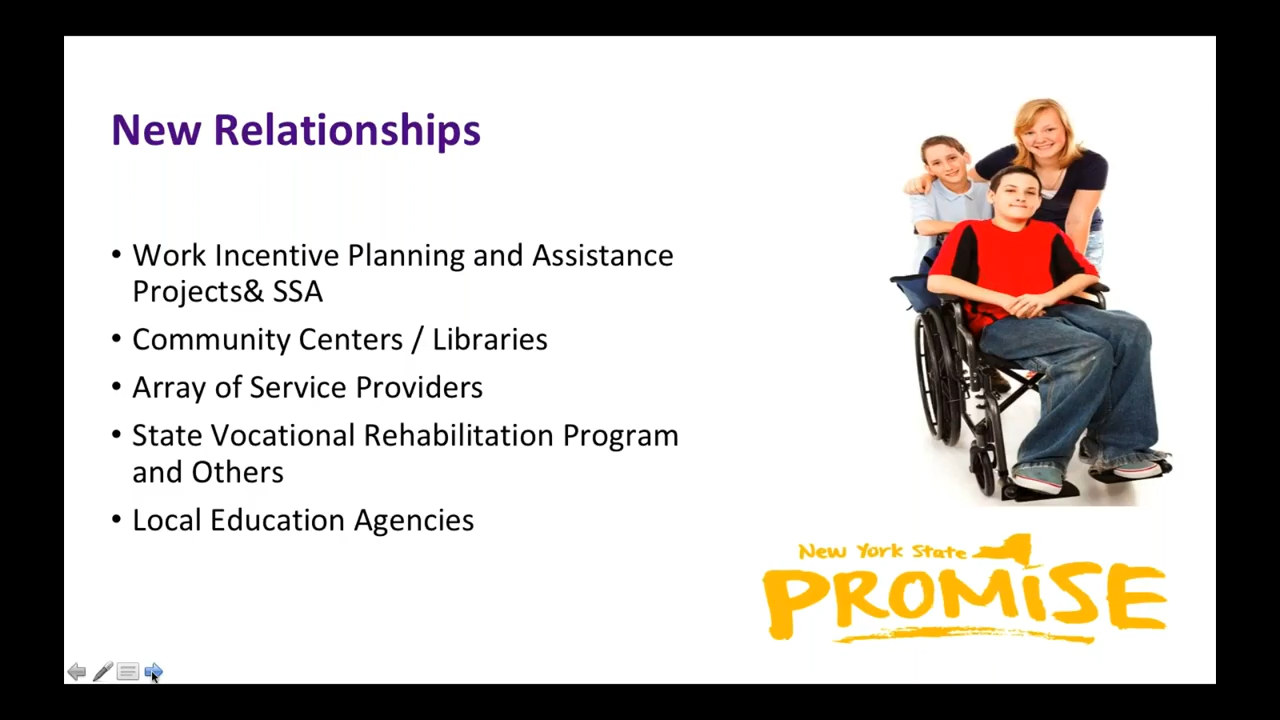 New Relationships
• Work Incentive Planning and Assistance
Projects& SSA
• Community Centers / Libraries
• Array of Service Providers
• State Vocational Rehabilitation Program
and Others
• Local Education Agencies
New York State
PROMISE